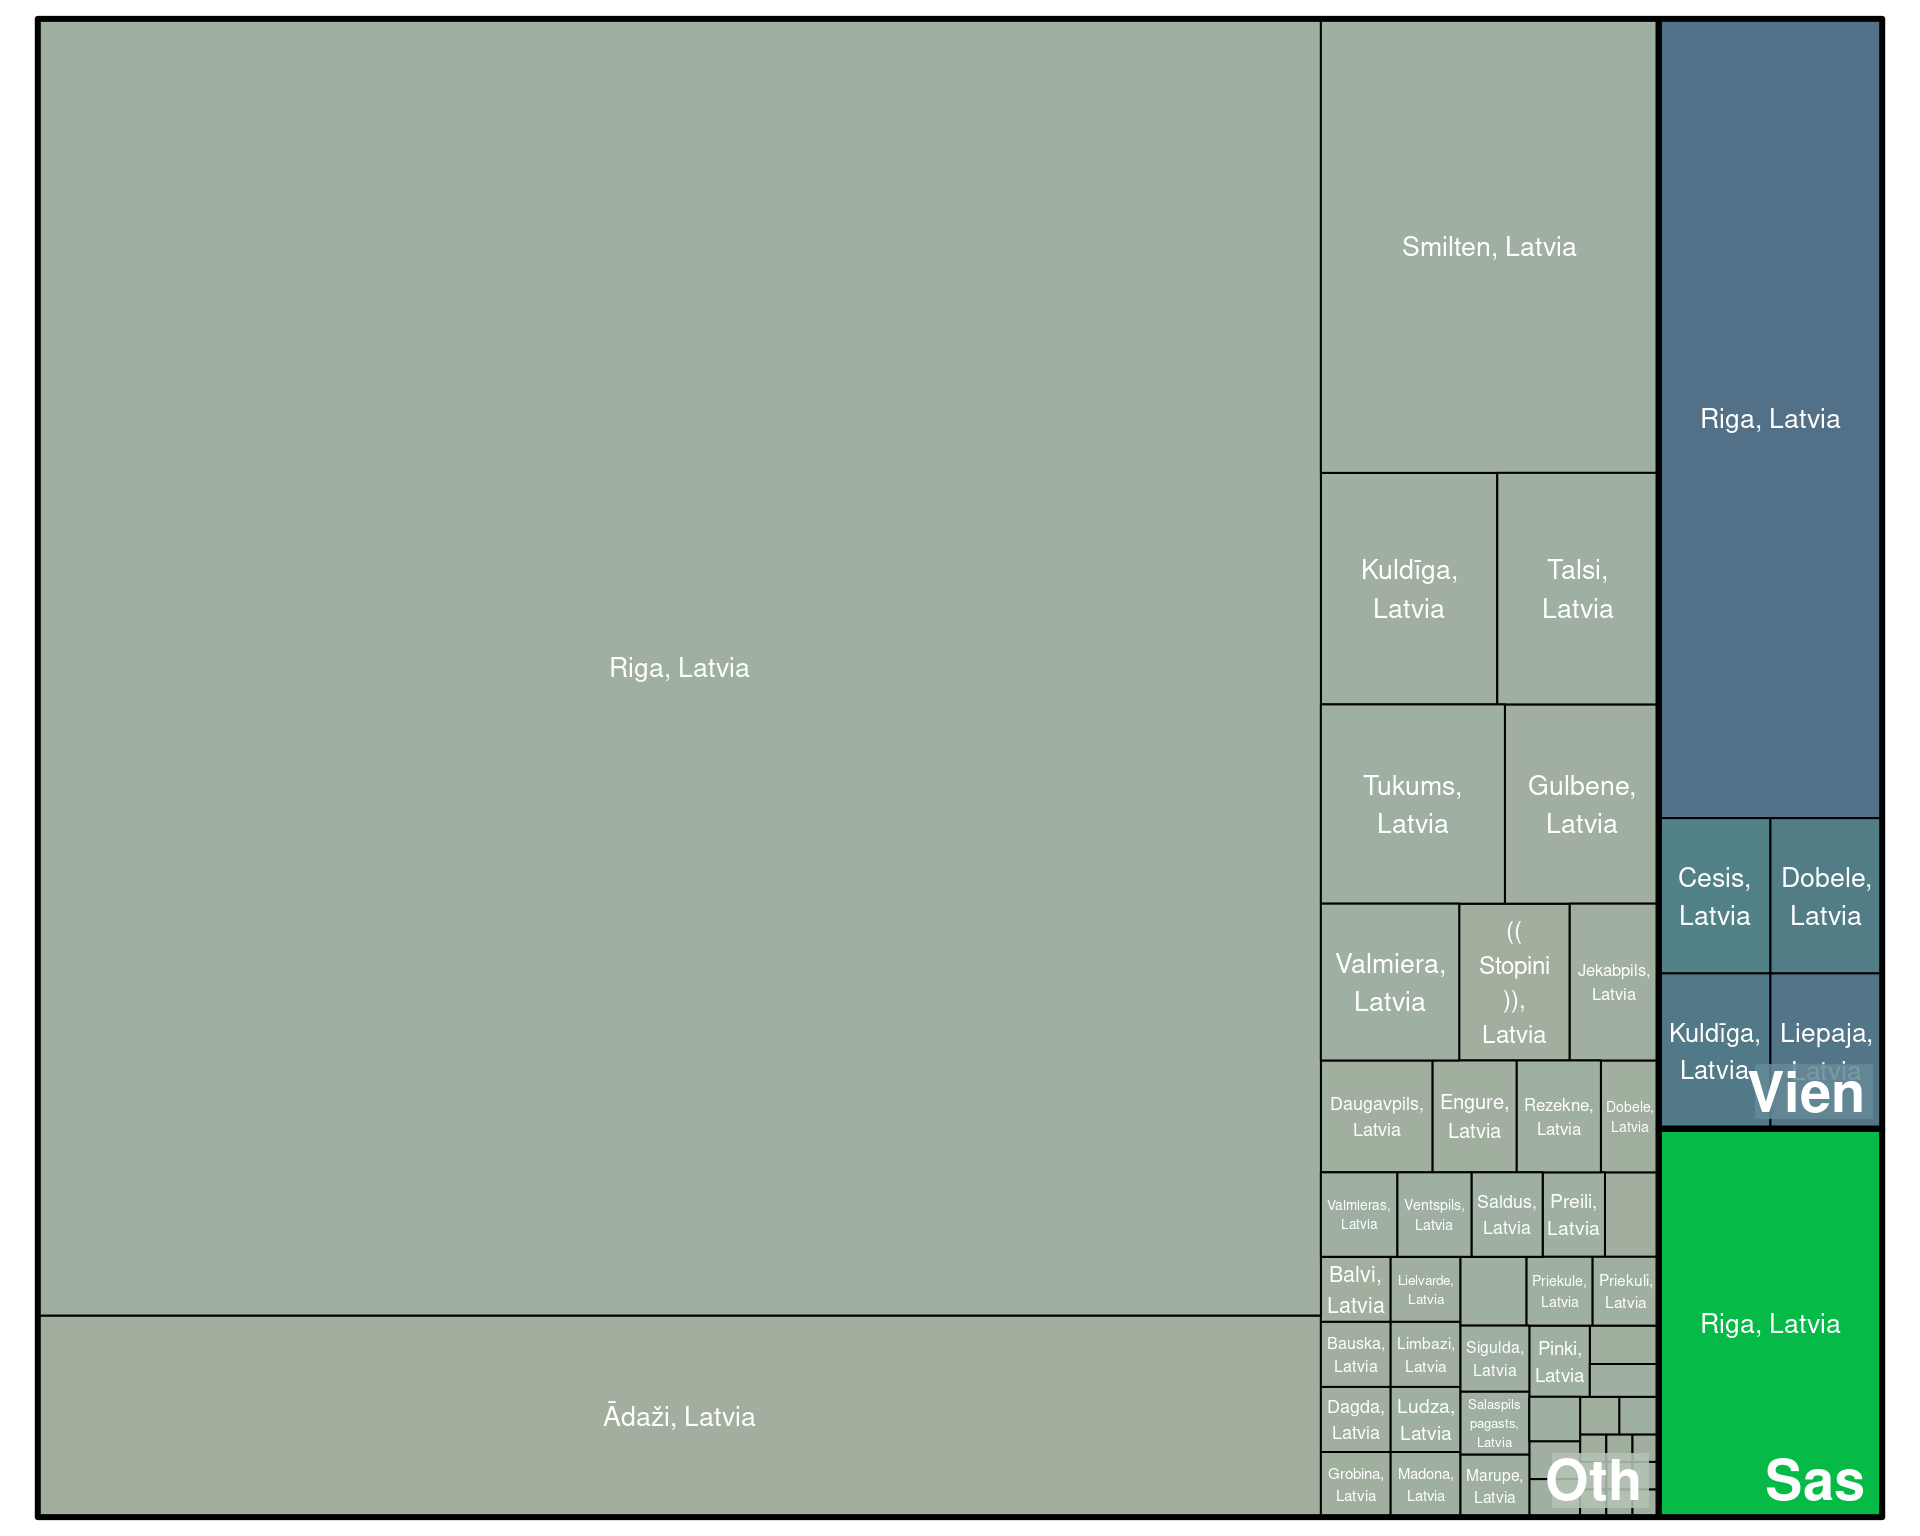 Riga, Latvia
Ādaži, Latvia
Smilten, Latvia
Kuldīga,
Latvia
Talsi,
Latvia
Tukums,
Latvia
Gulbene,
Latvia
Valmiera,
Latvia
((
Stopini
)),
Latvia
Jekabpils,
Latvia
Daugavpils,
Latvia
Engure,
Latvia
Rezekne,
Latvia
Dobele,
Latvia
Valmieras,
Latvia
Ventspils,
Latvia
Saldus,
Latvia
Preili,
Latvia
Balvi,
Latvia
Lielvarde,
Latvia
Priekule,
Latvia
Priekuli,
Latvia
Bauska,
Latvia
Limbazi,
Latvia
Sigulda,
Latvia
Pinki,
Latvia
Dagda,
Latvia
Ludza,
Latvia
Salaspils
pagasts,
Latvia
Grobina,
Latvia
Madona,
Latvia
Marupe,
Latvia
Oth
Riga, Latvia
Cesis,
Latvia
Dobele,
Latvia
Kuldīga,
Latvia
Liepaja,
Latvia
Vien
Riga, Latvia
Sas